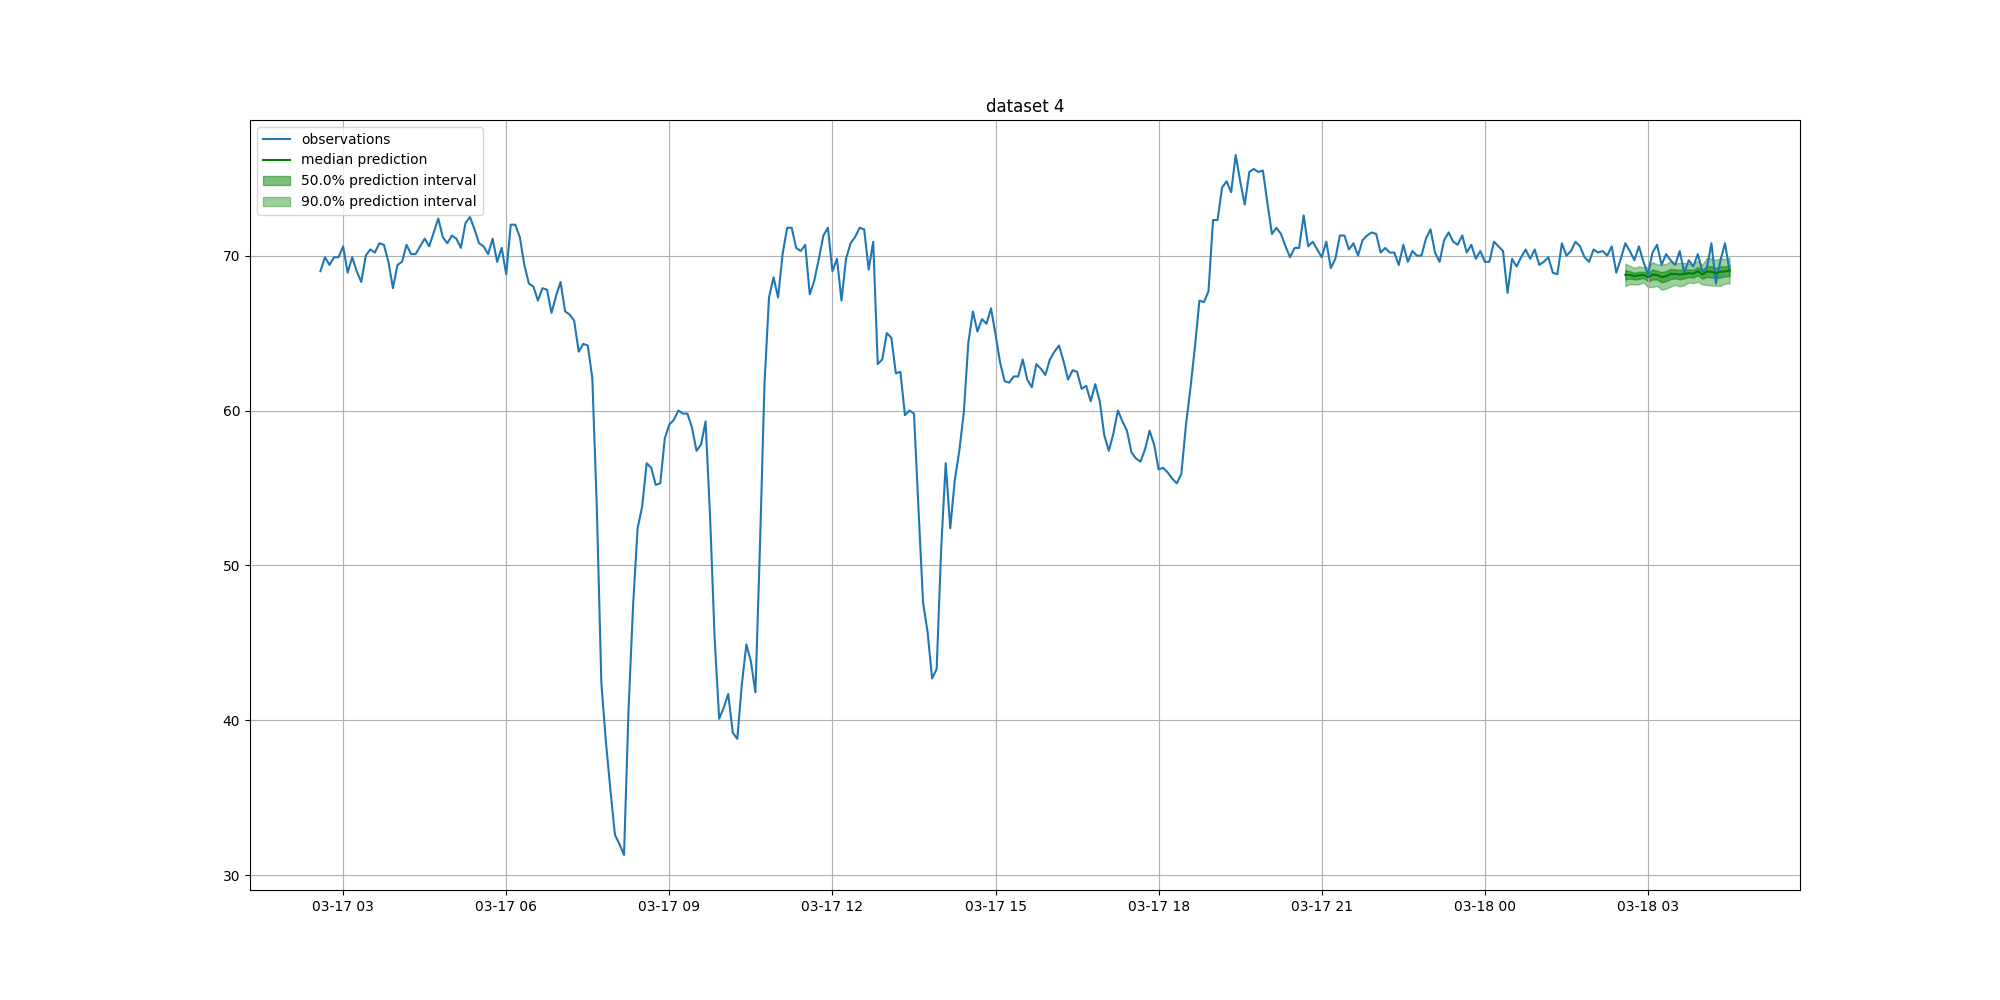 dataset 4
observations
median prediction
50.0% prediction interval
90.0% prediction interval
70
60
50
40
30
03-17 03
03-17 06
03-17 09
03-17 12
03-17 15
03-17 18
03-17 21
03-18 00
03-18 03